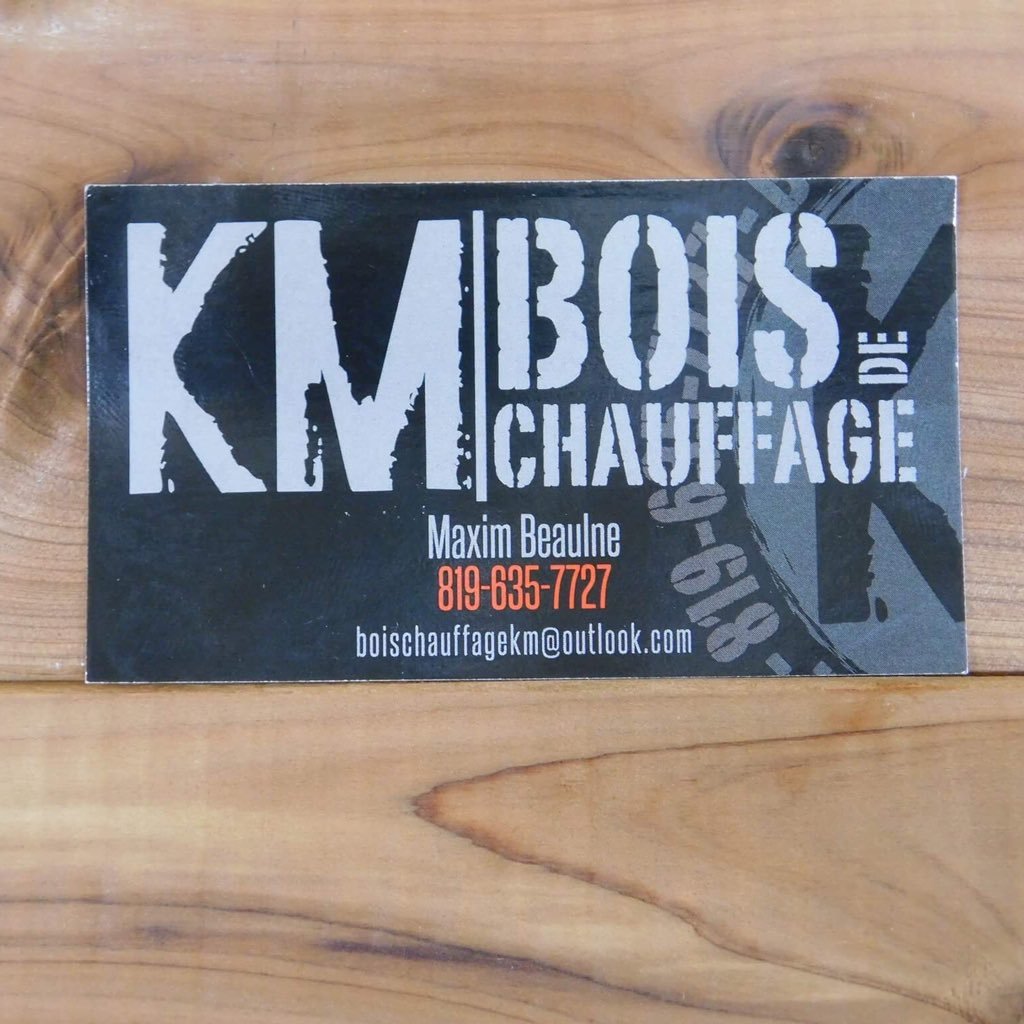 KM
BOIS
DE
CHAUFFAGE
Maxim Beaulne
819-635-7727
boischauffagekm@outlook.com
K